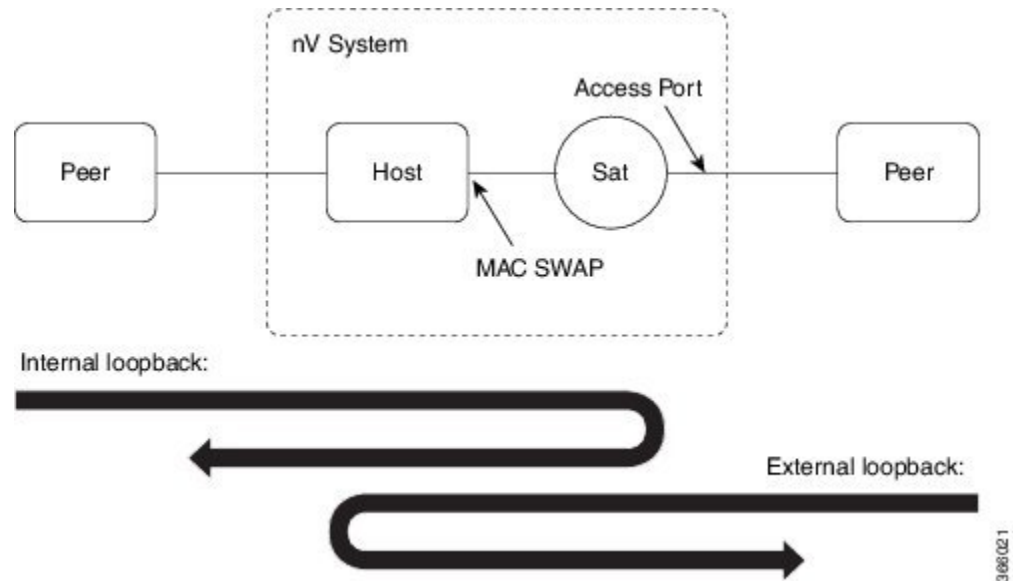 nV System
Access Port
Peer
Host
Sat
Peer
MAC SWAP
Internal loopback:
External loopback:
366021